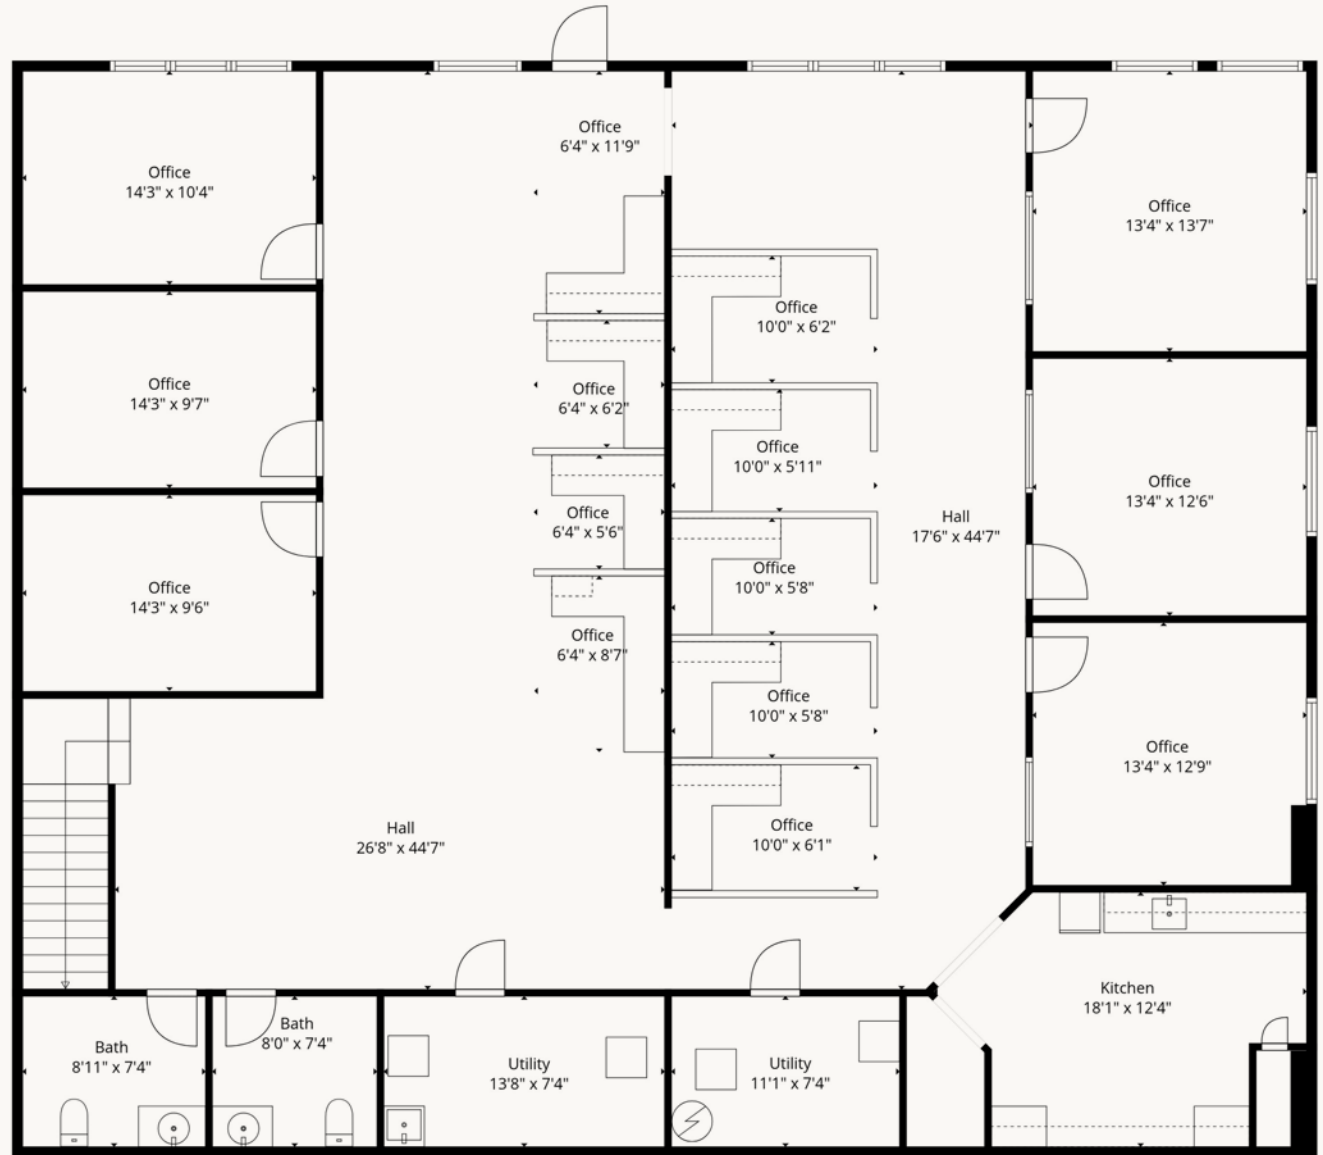 Office
6'4" x 11'9"
Office
14'3" x 10'4"
Office
13'4" x 13'7"
Office
10'0" x 6'2"
Office
14'3" x 9'7"
Office
6'4" x 6'2"
Office
10'0" x 5'11"
Office
13'4" x 12'6"
Office
6'4" x 5'6"
Hall
17'6" x 44'7"
Office
10'0" x 5'8"
Office
14'3" x 9'6"
Office
6'4" x 8'7"
Office
10'0" x 5'8"
Office
13'4" x 12'9"
Hall
26'8" x 44'7"
Office
10'0" x 6'1"
Kitchen
18'1" x 12'4"
Bath
8'11" x 7'4"
Bath
8'0" x 7'4"
Utility
13'8" x 7'4"
Utility
11'1" x 7'4"